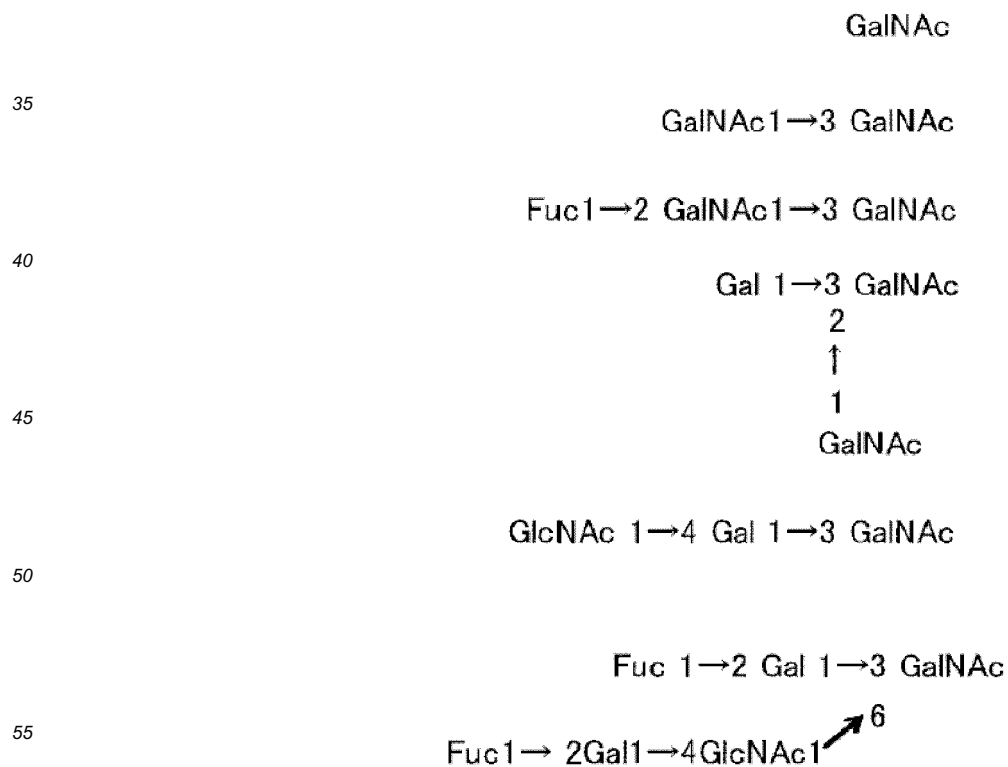 GalNAc
35
GalNAc1→3 GalNAc
Fuc1→2 GalNAc1→3 GalNAc
40
Gal 1→3 GalNAc
2
↑
1
45
GalNAc
GlcNAc 1→4 Gal 1→3 GalNAc
50
Fuc 1→2 Gal 1→3 GalNAc
6
55
Fuc1→ 2Gal1→4GlcNAc1↗